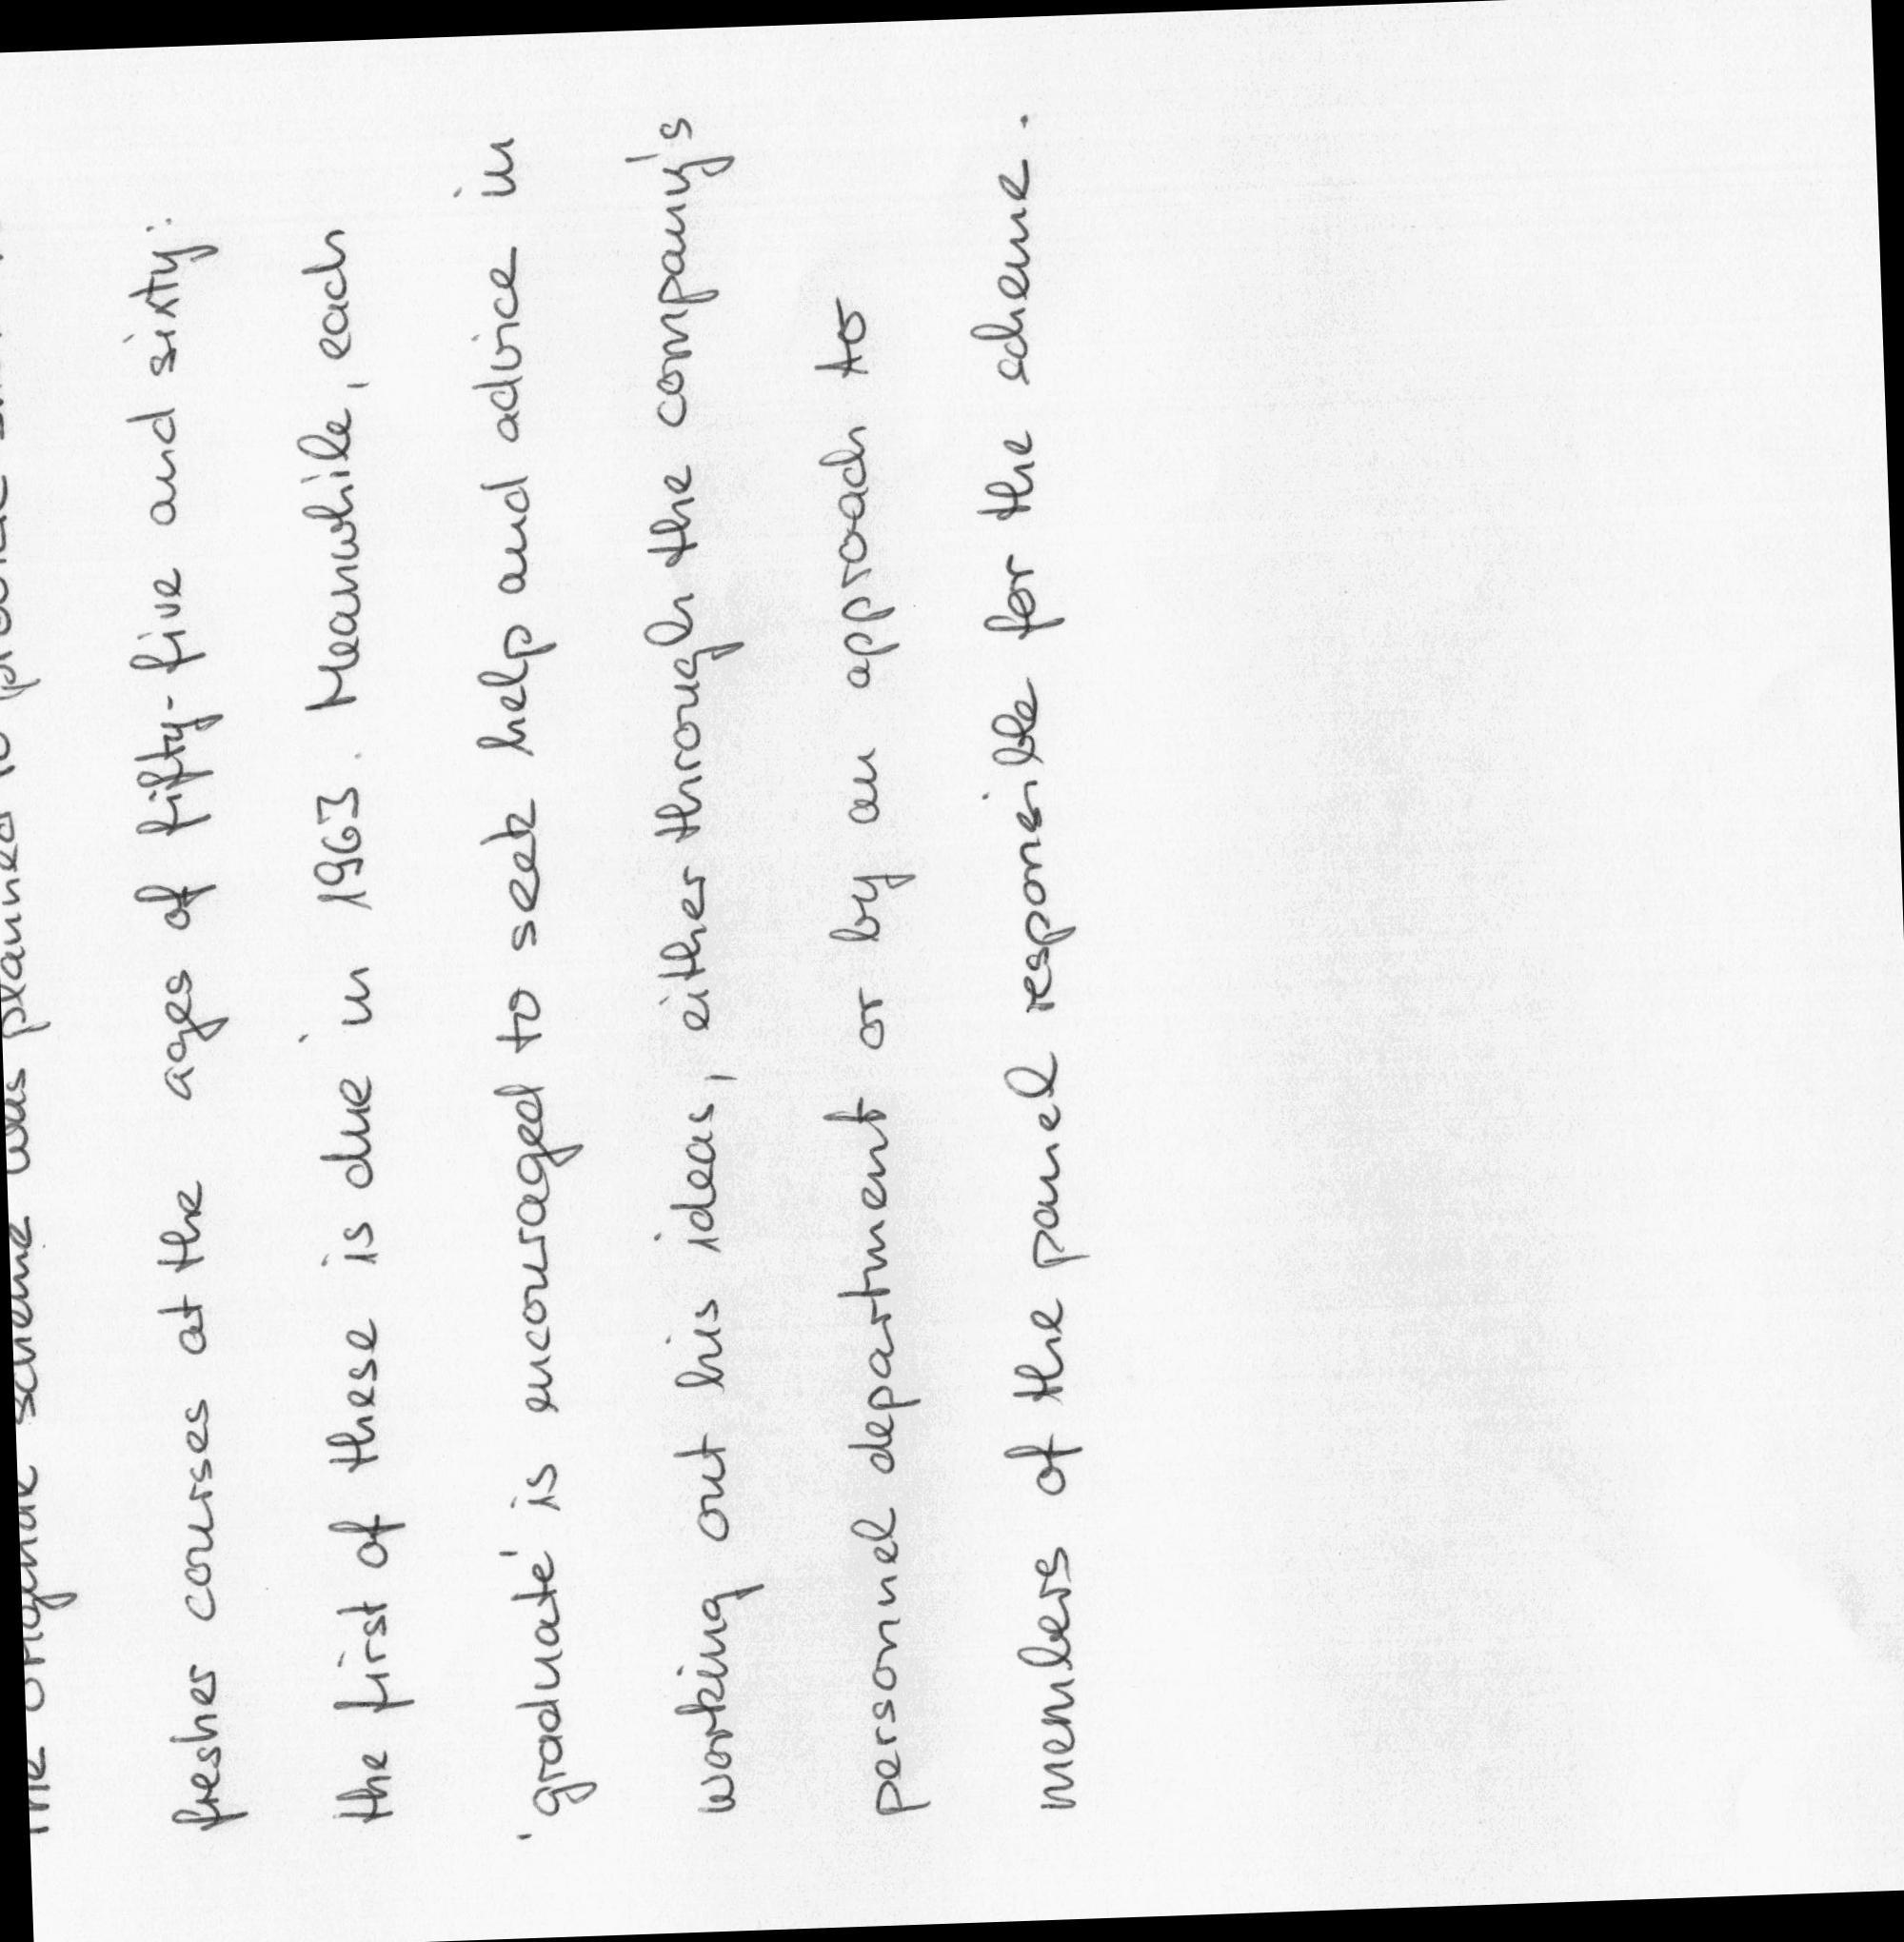 The original scheme was planned to provide
fresher courses at the ages of fifty-five and sixty:
the first of these is due in 1963. Meanwhile, each
'graduate' is encouraged to seek help and advice in
working out his ideas, either through the company's
personnel department or by an approach to
members of the panel responsible for the scheme.